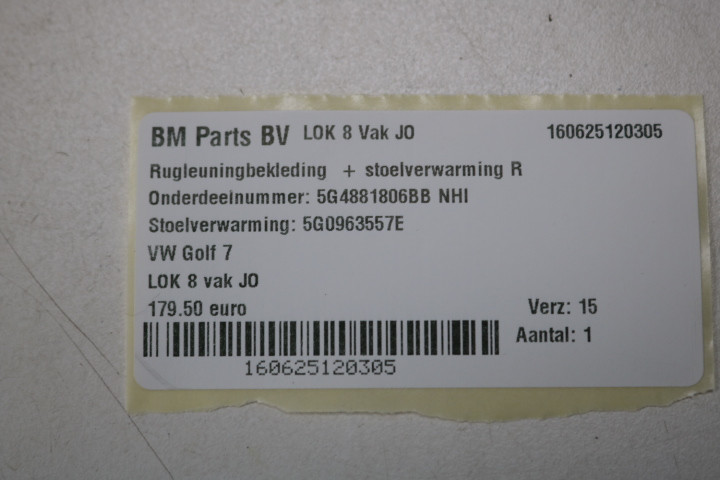 BM Parts BV LOK 8 Vak JO 160625120305
Rugleuningbekleding + stoelverwarming R
Onderdeelnummer: 5G4881806BB NHI
Stoelverwarming: 5G0963557E
VW Golf 7
LOK 8 vak JO
179.50 euro Verz: 15
Aantal: 1
160625120305